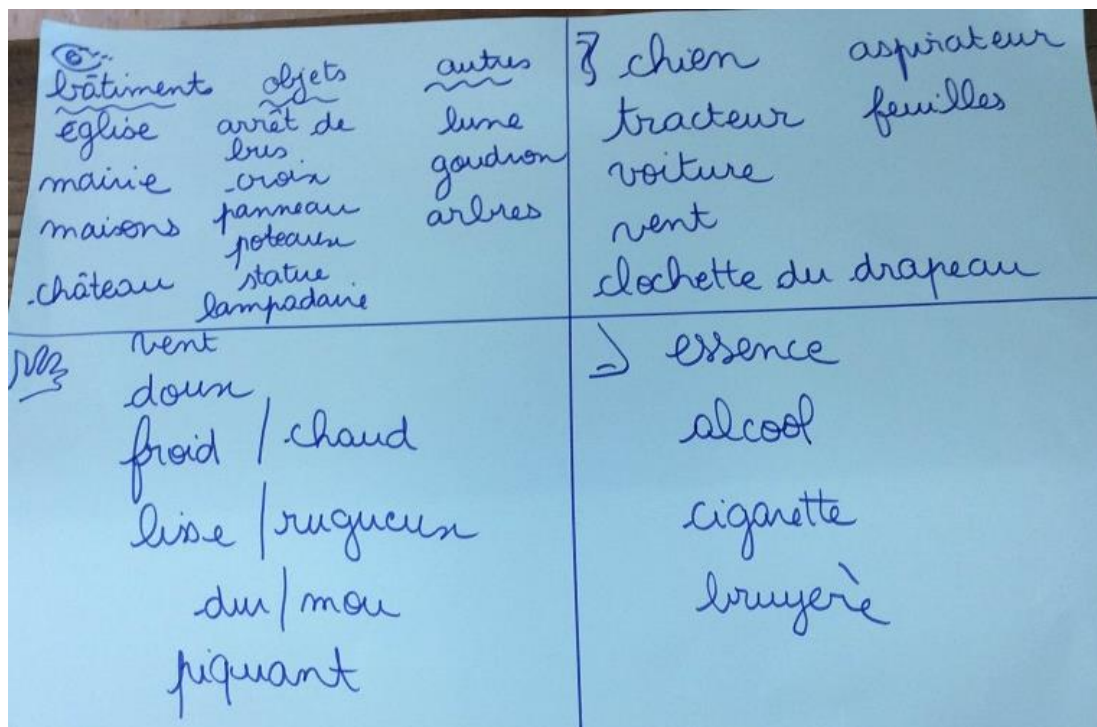 bâtiments objets autres
église arrêt de bus lune
mairie croix goudron
maisons panneau arbres
poteaux
château statue
lampadaire
chien aspirateur
tracteur feuilles
voiture
vent
clochette du drapeau
vent
doux
froid / chaud
lisse / rugueux
dur / mou
piquant
essence
alcool
cigarette
bruyerè